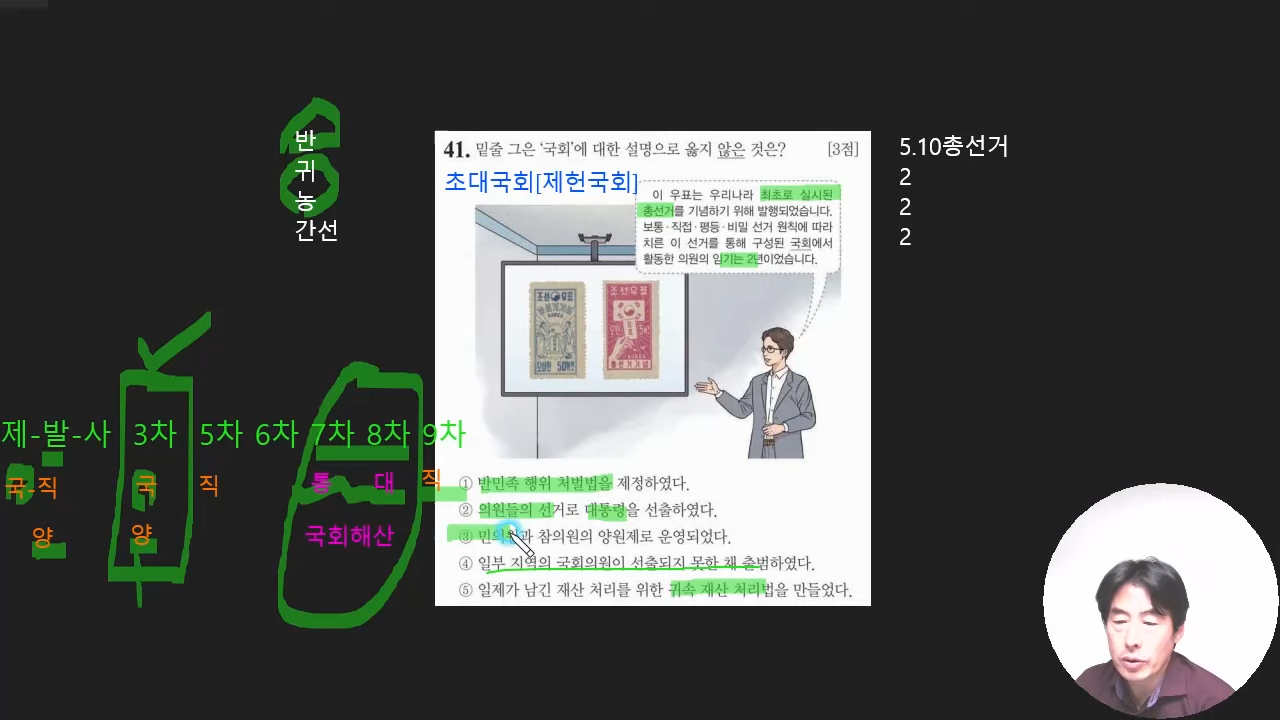 반
귀
농
간선
제-발-사 3차 5차 6차 7차 8차 9차
국-직 국 직 통 대 직
양 양 국회해산
41. 밑줄 그은 '국회'에 대한 설명으로 옳지 않은 것은? [3점]
초대국회[제헌국회]
이 우표는 우리나라 최초로 실시된
총선거를 기념하기 위해 발행되었습니다.
보통·직접·평등·비밀 선거 원칙에 따라
치른 이 선거를 통해 구성된 국회에서
활동한 의원의 임기는 2년이었습니다.
조선우표
조선우표
① 반민족 행위 처벌법을 제정하였다.
② 의원들의 선거로 대통령을 선출하였다.
③ 민의원과 참의원의 양원제로 운영되었다.
④ 일부 지역의 국회의원이 선출되지 못한 채 출범하였다.
⑤ 일제가 남긴 재산 처리를 위한 귀속 재산 처리법을 만들었다.
5.10총선거
2
2
2